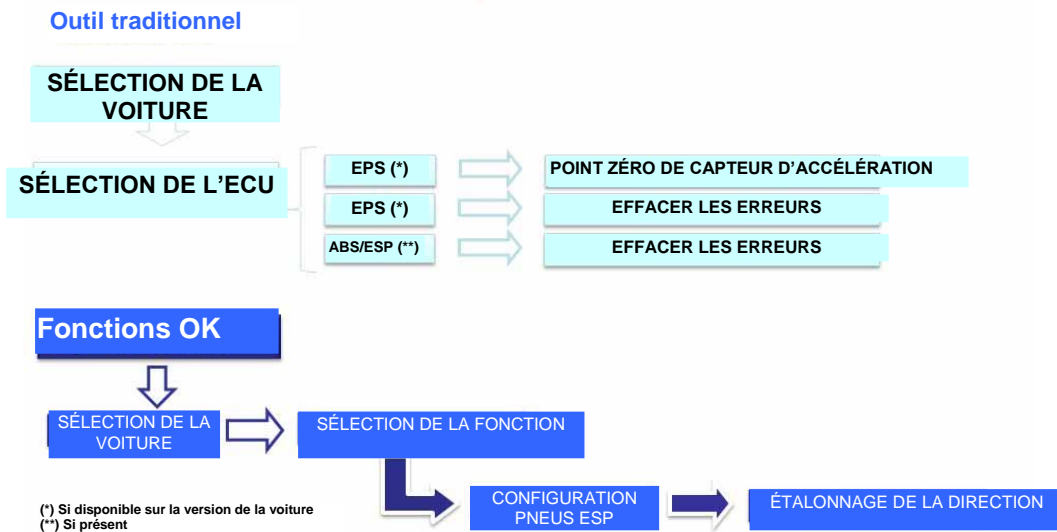 Outil traditionnel
SÉLECTION DE LA
VOITURE
SÉLECTION DE L'ECU
EPS (*)
POINT ZÉRO DE CAPTEUR D'ACCÉLÉRATION
EPS (*)
EFFACER LES ERREURS
ABS/ESP (**)
EFFACER LES ERREURS
Fonctions OK
SÉLECTION DE LA
VOITURE
SÉLECTION DE LA FONCTION
CONFIGURATION
PNEUS ESP
ÉTALONNAGE DE LA DIRECTION
(*) Si disponible sur la version de la voiture
(**) Si présent